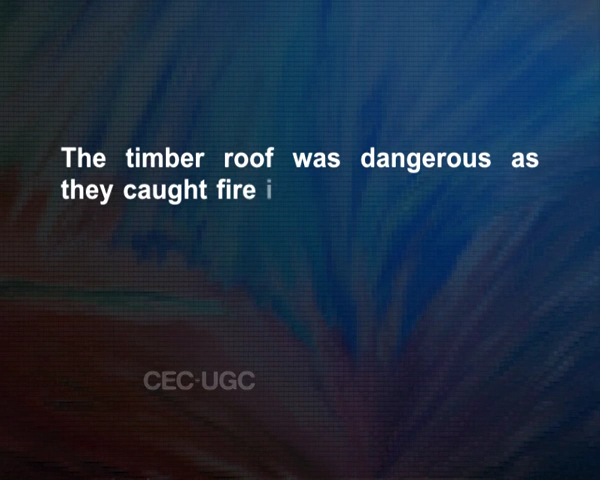 The timber roof was dangerous as
they caught fire i
CEC-UGC